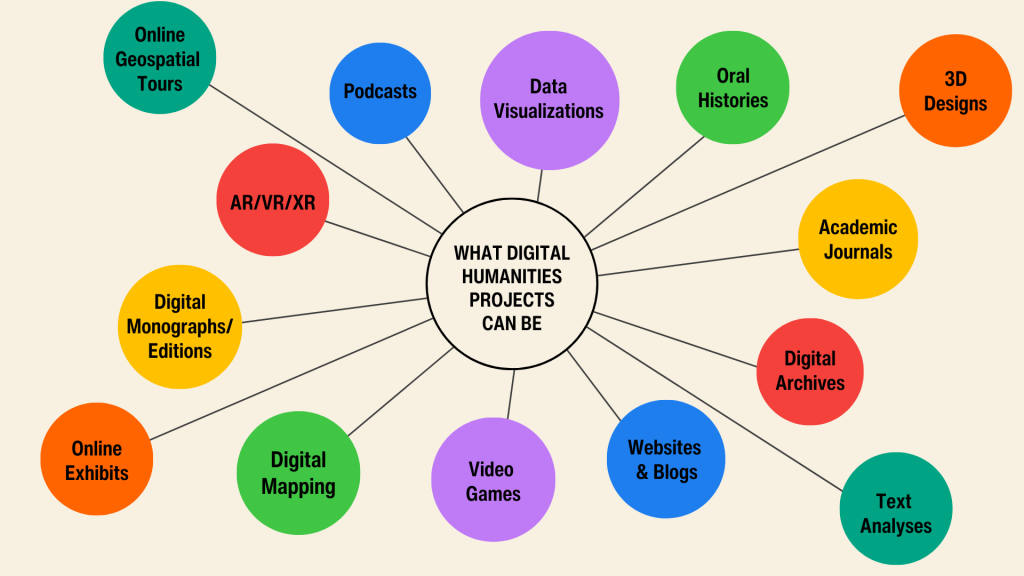 Online
Geospatial
Tours
Podcasts
Data
Visualizations
Oral
Histories
3D
Designs
AR/VR/XR
Academic
Journals
WHAT DIGITAL
HUMANITIES
PROJECTS
CAN BE
Digital
Monographs/
Editions
Digital
Archives
Online
Exhibits
Digital
Mapping
Video
Games
Websites
& Blogs
Text
Analyses